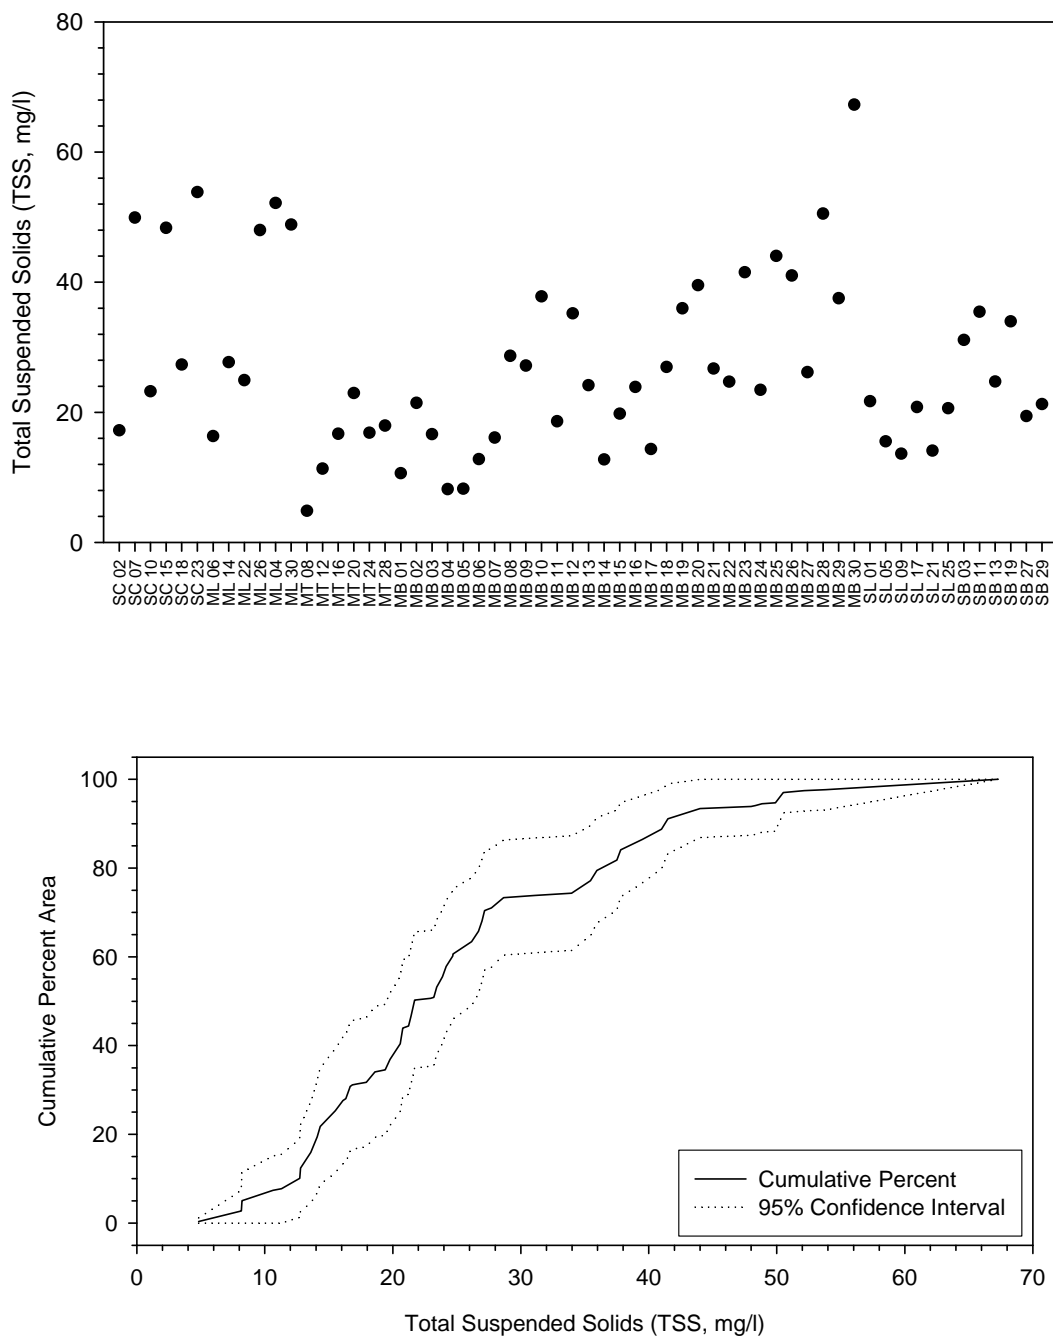 Total Suspended Solids (TSS, mg/l)
80
60
40
20
0
SC 02
SC 07
SC 10
SC 15
SC 18
SC 23
ML 06
ML 14
ML 22
ML 26
ML 04
ML 30
MT 08
MT 12
MT 16
MT 20
MT 24
MT 28
MB 01
MB 02
MB 03
MB 04
MB 05
MB 06
MB 07
MB 08
MB 09
MB 10
MB 11
MB 12
MB 13
MB 14
MB 15
MB 16
MB 17
MB 18
MB 19
MB 20
MB 21
MB 22
MB 23
MB 24
MB 25
MB 26
MB 27
MB 28
MB 29
MB 30
SL 01
SL 05
SL 09
SL 17
SL 21
SL 25
SB 03
SB 11
SB 13
SB 19
SB 27
SB 29
Cumulative Percent Area
100
80
60
40
20
0
Cumulative Percent
95% Confidence Interval
0 10 20 30 40 50 60 70
Total Suspended Solids (TSS, mg/l)